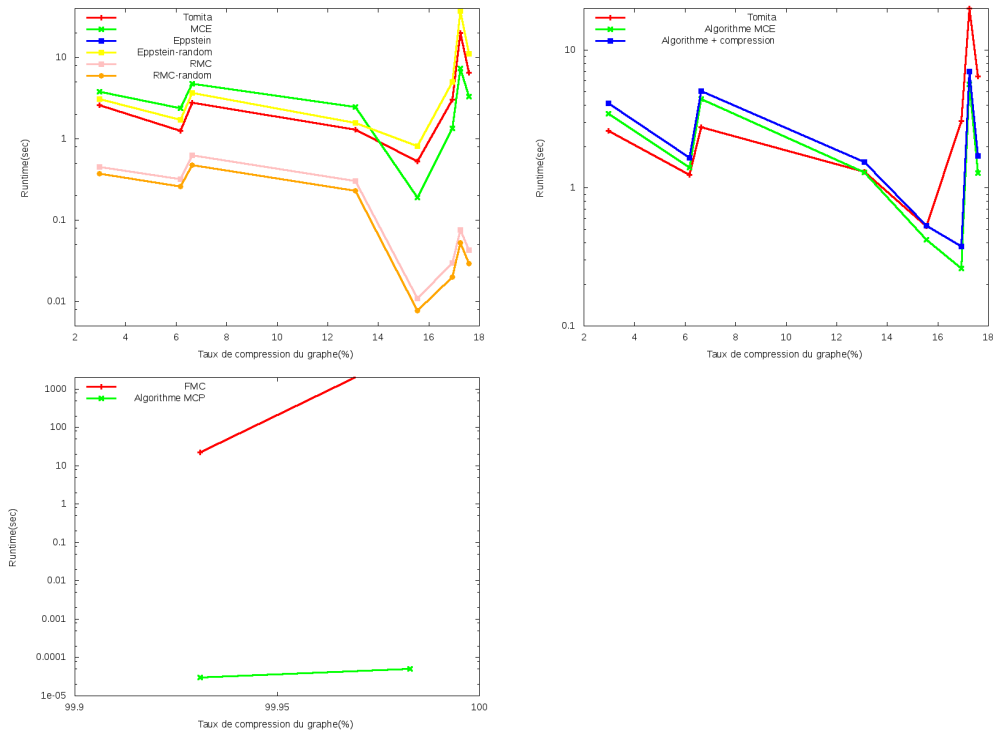 Tomita
MCE
Eppstein
Eppstein-random
RMC
RMC-random
10
1
0.1
0.01
Runtime(sec)
2 4 6 8 10 12 14 16 18
Taux de compression du graphe(%)
Tomita
Algorithme MCE
Algorithme + compression
10
1
0.1
Runtime(sec)
2 4 6 8 10 12 14 16 18
Taux de compression du graphe(%)
FMC
Algorithme MCP
1000
100
10
1
0.1
0.01
0.001
0.0001
1e-05
Runtime(sec)
99.9 99.95 100
Taux de compression du graphe(%)